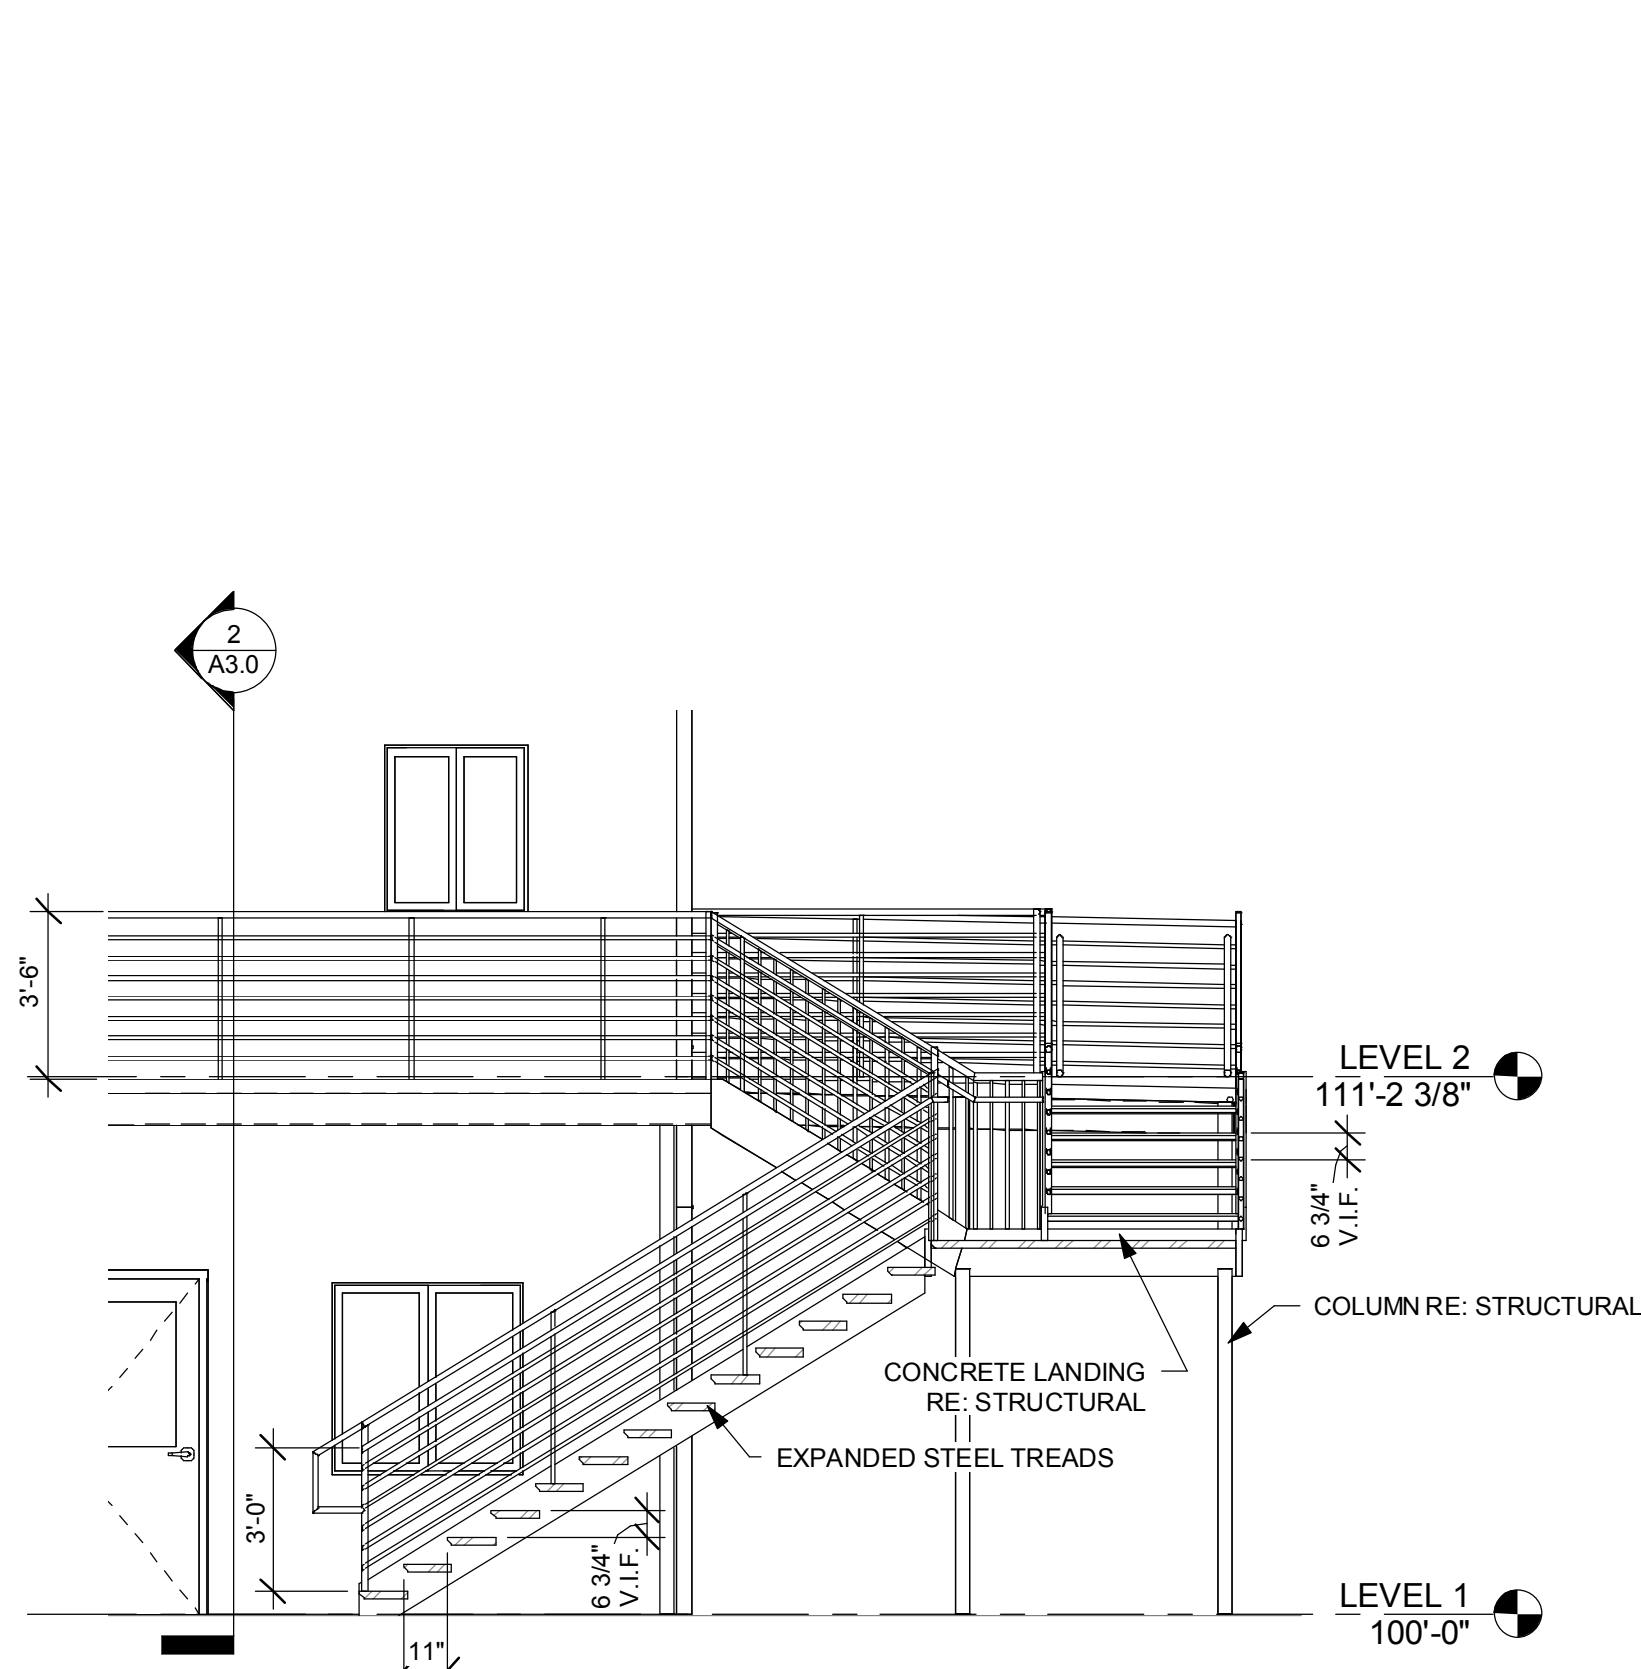 2
A3.0
3'-6"
LEVEL 2
111'-2 3/8"
6 3/4"
V.I.F.
COLUMN RE: STRUCTURAL
CONCRETE LANDING
RE: STRUCTURAL
EXPANDED STEEL TREADS
3'-0"
6 3/4"
V.I.F.
LEVEL 1
100'-0"
11"